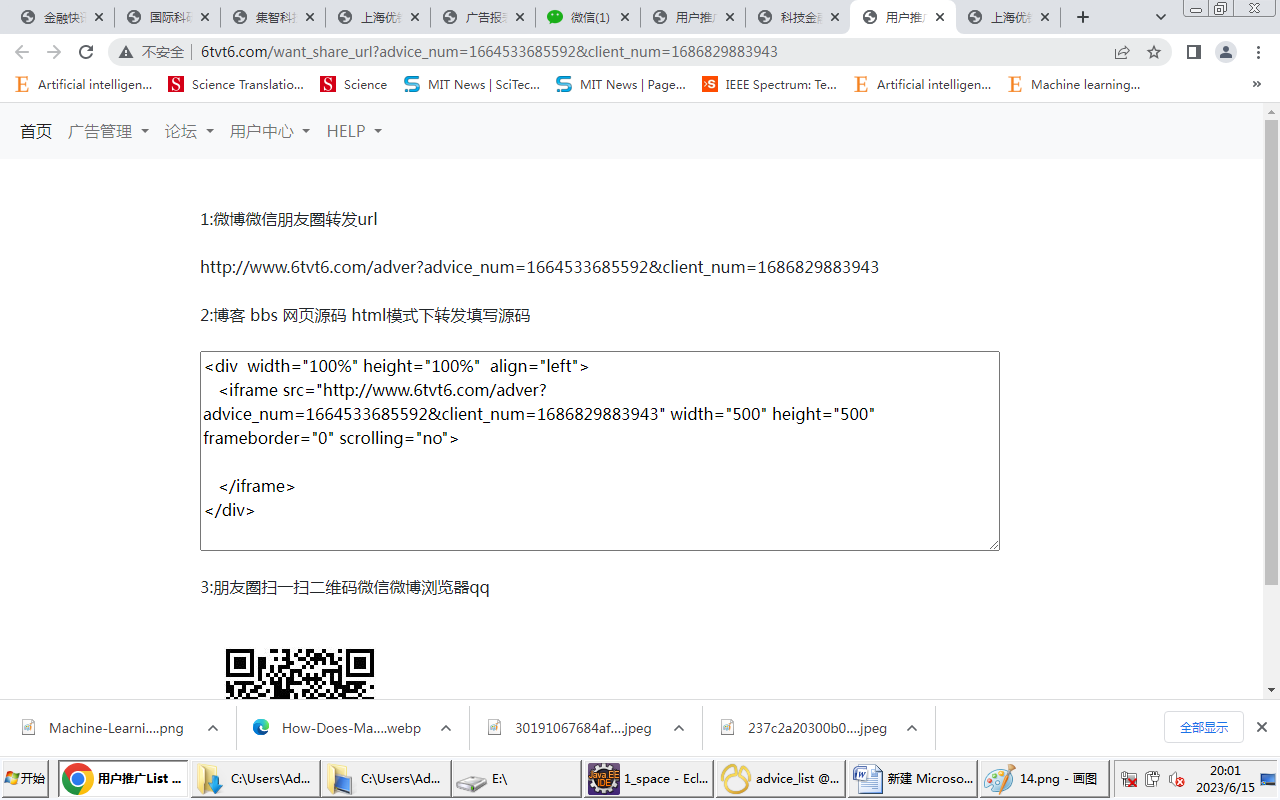 金融快讯
国际科研
集智科技
上海优
广告报
微信(1)
用户推广
科技金融
用户推广
上海优
不安全
6tvt6.com/want_share_url?advice_num=1664533685592&client_num=1686829883943
Artificial intelligen...
Science Translatio...
Science
MIT News | SciTec...
MIT News | Page...
IEEE Spectrum: Te...
Artificial intelligen...
Machine learning...
»
首页 广告管理 论坛 用户中心 HELP
1:微博微信朋友圈转发url
http://www.6tvt6.com/adver?advice_num=1664533685592&client_num=1686829883943
2:博客 bbs 网页源码 html模式下转发填写源码
<div  width="100%" height="100%"  align="left">
<iframe src="http://www.6tvt6.com/adver?
advice_num=1664533685592&client_num=1686829883943" width="500" height="500"
frameborder="0" scrolling="no">
</iframe>
</div>
3:朋友圈扫一扫二维码微信微博浏览器qq
Machine-Learni....png
How-Does-Ma....webp
30191067684af....jpeg
237c2a20300b0....jpeg
全部显示
开始
用户推广List ...
C:\Users\Ad...
C:\Users\Ad...
E:\
1_space - Ecl...
advice_list @...
新建 Microso...
14.png - 画图
20:01
2023/6/15